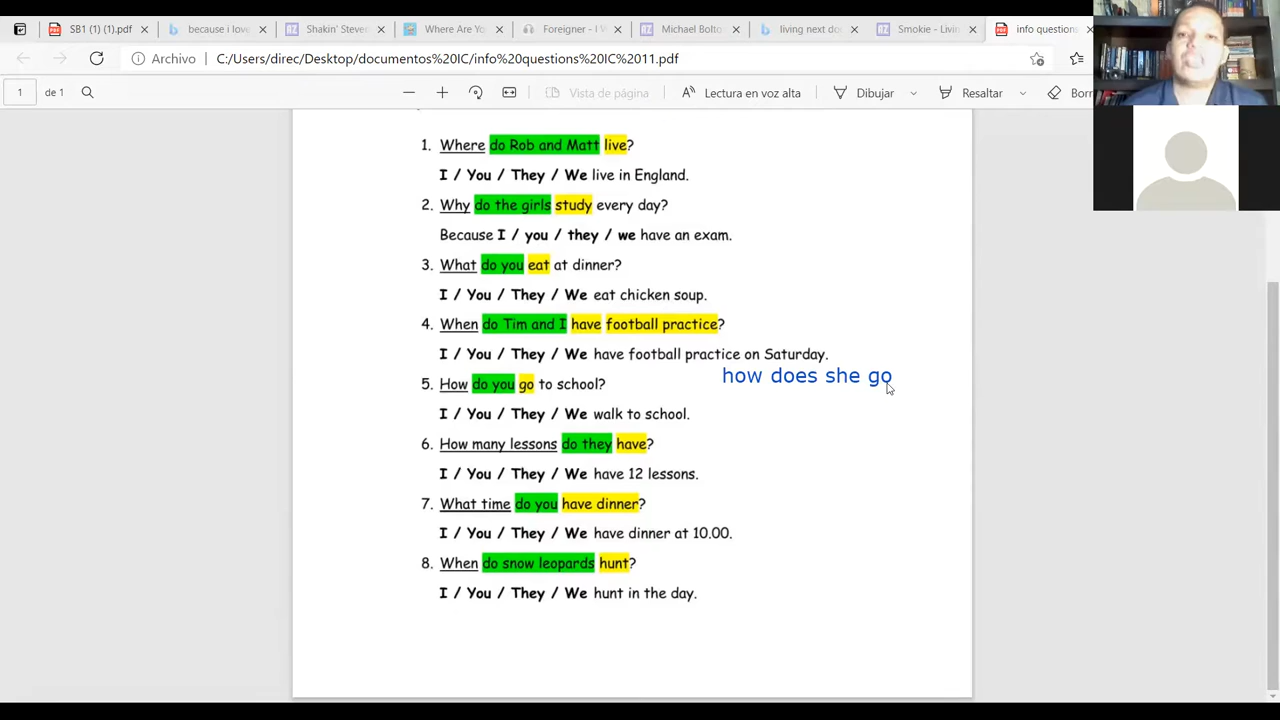 SB1 (1) (1).pdf
because i love
Shakin' Steven
Where Are Yo
Foreigner - I V
Michael Bolto
living next doo
Smokie - Livin
info questions
Archivo
C:/Users/direc/Desktop/documentos%20IC/info%20questions%20IC%2011.pdf
1 de 1
Vista de página
Lectura en voz alta
Dibujar
Resaltar
Borr
1. Where do Rob and Matt live?
I / You / They / We live in England.
2. Why do the girls study every day?
Because I / you / they / we have an exam.
3. What do you eat at dinner?
I / You / They / We eat chicken soup.
4. When do Tim and I have football practice?
I / You / They / We have football practice on Saturday.
5. How do you go to school?
how does she go
I / You / They / We walk to school.
6. How many lessons do they have?
I / You / They / We have 12 lessons.
7. What time do you have dinner?
I / You / They / We have dinner at 10.00.
8. When do snow leopards hunt?
I / You / They / We hunt in the day.